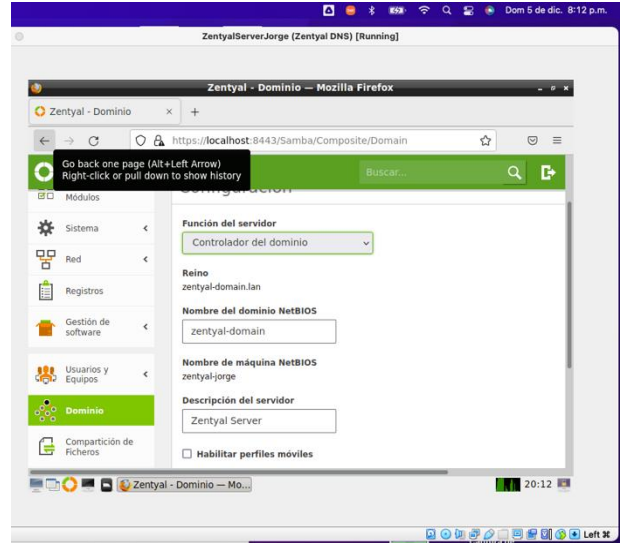 Dom 5 de dic. 8:12 p.m.
ZentyalServerJorge (Zentyal DNS) [Running]
Zentyal - Dominio — Mozilla Firefox
Zentyal - Dominio
https://localhost:8443/Samba/Composite/Domain
Go back one page (Alt+Left Arrow)
Right-click or pull down to show history
Buscar...
Configuración
Módulos
Sistema
Red
Registros
Gestión de
software
Usuarios y
Equipos
Dominio
Compartición de
Ficheros
Función del servidor
Controlador del dominio
Reino
zentyal-domain.lan
Nombre del dominio NetBIOS
zentyal-domain
Nombre de máquina NetBIOS
zentyal-jorge
Descripción del servidor
Zentyal Server
Habilitar perfiles móviles
Zentyal - Dominio — Mo...
20:12
Left ⌘